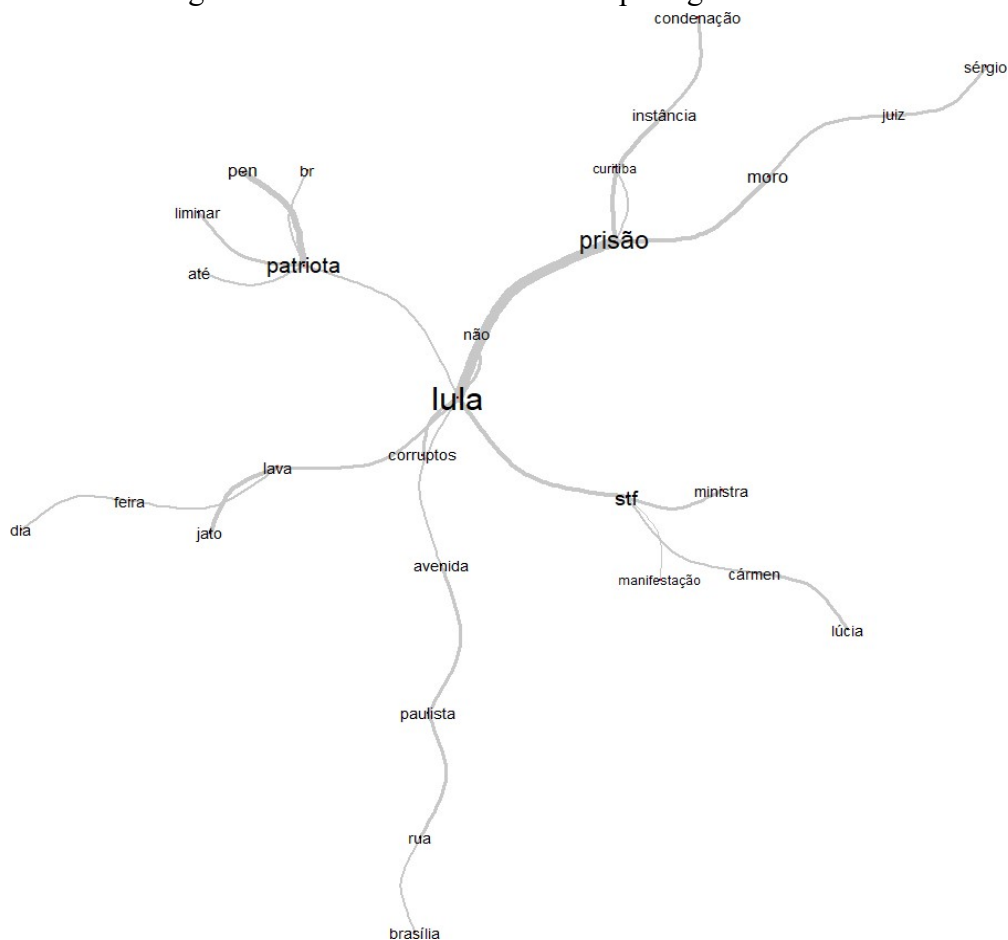 condenação
sérgio
instância
juiz
pen
br
curitiba
moro
liminar
prisão
patriota
até
não
lula
corruptos
lava
stf
ministra
feira
dia
jato
avenida
manifestação
cármen
lúcia
paulista
rua
brasília